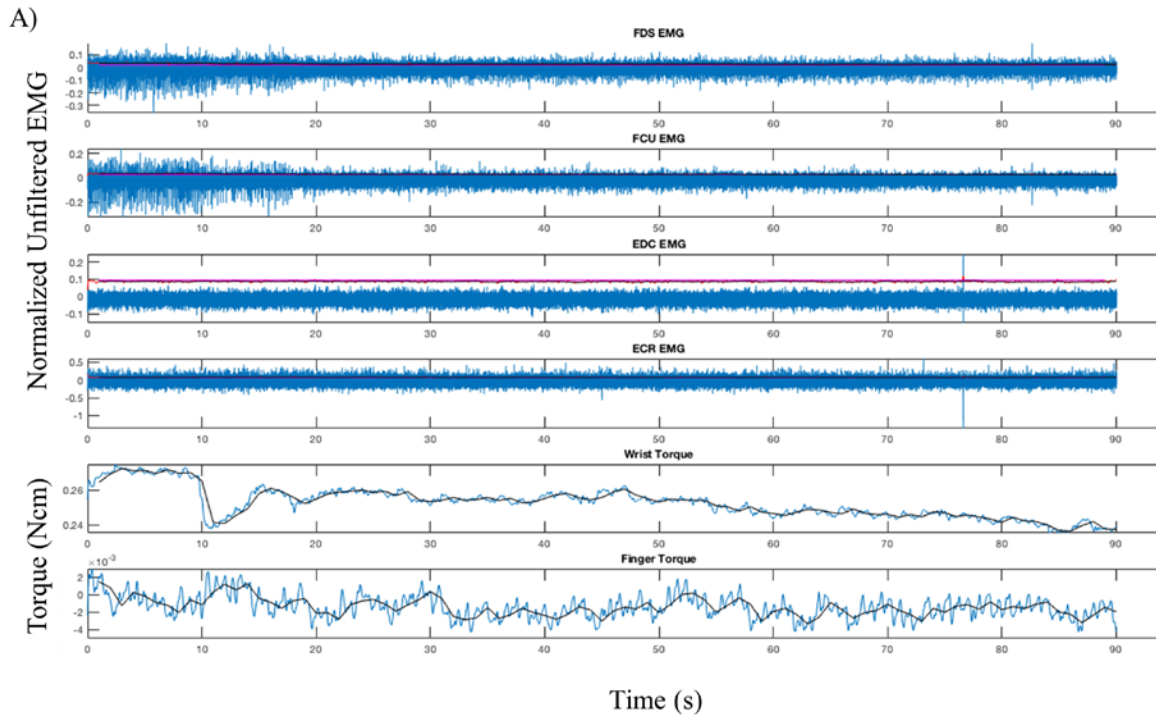 A)
Normalized Unfiltered EMG
FDS EMG
0.1
0
-0.1
-0.3
0 10 20 30 40 50 60 70 80 90
FCU EMG
0.2
0
-0.2
0 10 20 30 40 50 60 70 80 90
EDC EMG
0.2
0.1
0
-0.1
0 10 20 30 40 50 60 70 80 90
ECR EMG
0.5
0
-0.5
-1
0 10 20 30 40 50 60 70 80 90
Torque (Ncm)
Wrist Torque
0.26
0.24
0 10 20 30 40 50 60 70 80 90
Finger Torque
×10-3
2
0
-2
-4
0 10 20 30 40 50 60 70 80 90
Time (s)